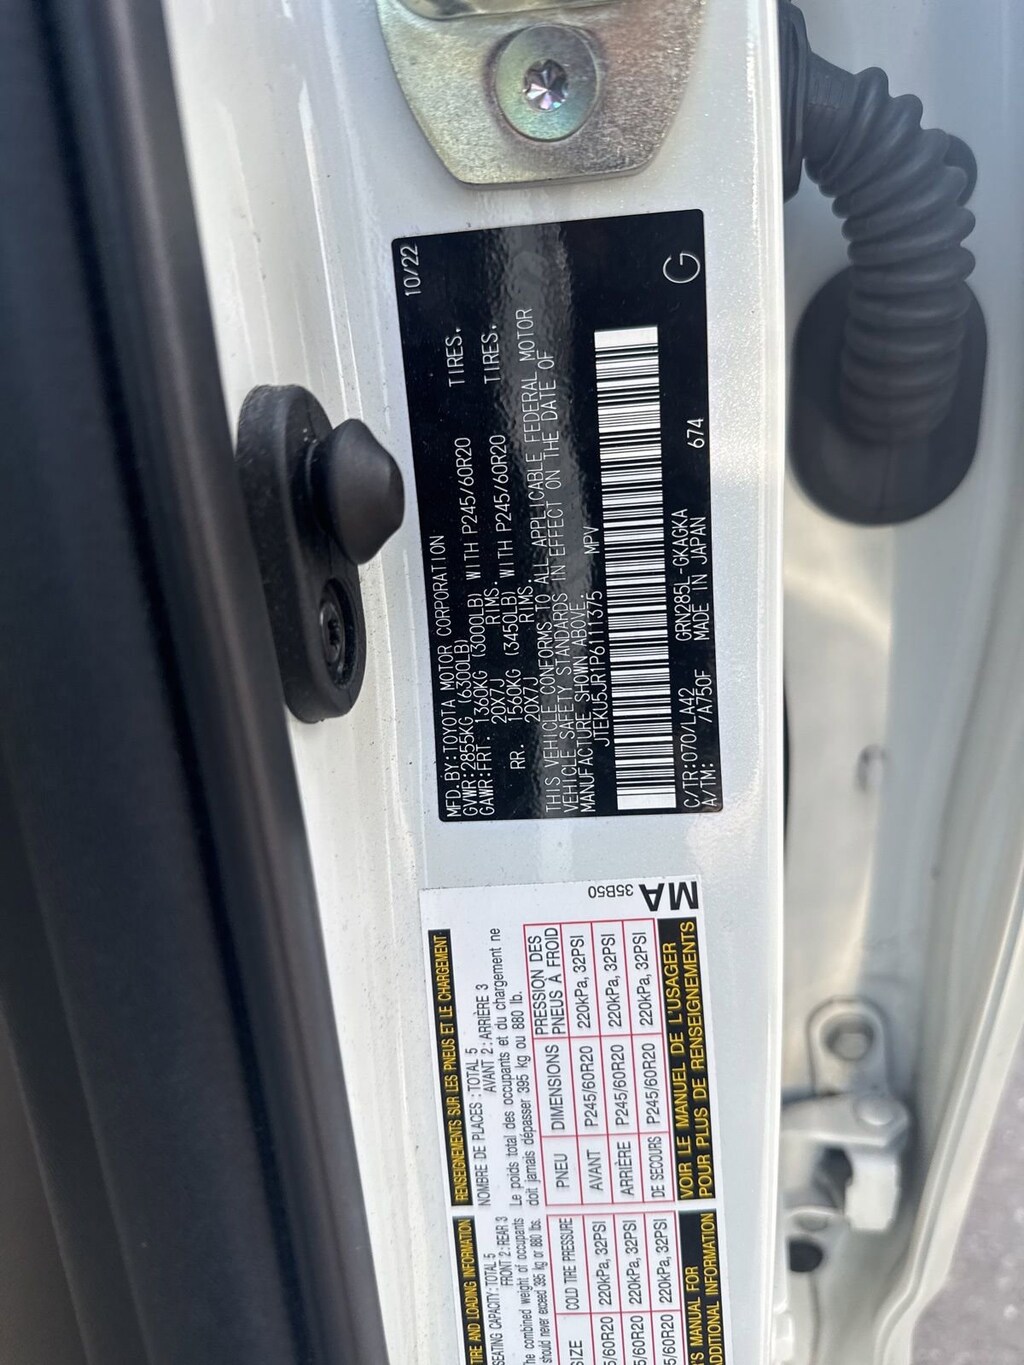 10/22
MFD. BY:TOYOTA MOTOR CORPORATION
GVWR:2855KG (6300LB)
GAWR:FRT. 1360KG (3000LB) WITH P245/60R20 TIRES.
20X7J RIMS.
RR. 1560KG (3450LB) WITH P245/60R20 TIRES.
20X7J RIMS.
THIS VEHICLE CONFORMS TO ALL APPLICABLE FEDERAL MOTOR
VEHICLE SAFETY STANDARDS IN EFFECT ON THE DATE OF
MANUFACTURE SHOWN ABOVE.
JTEKU5JR1P6111375 MPV
C/TR:070/LA42 GRN285L-GKAGKA
A/TM: /A750F MADE IN JAPAN 674
G
TIRE AND LOADING INFORMATION
SEATING CAPACITY: TOTAL 5
FRONT 2: REAR 3
The combined weight of occupants
should never exceed 395 kg or 880 lbs.
SIZE COLD TIRE PRESSURE
5/60R20 220kPa, 32PSI
5/60R20 220kPa, 32PSI
5/60R20 220kPa, 32PSI
'S MANUAL FOR
ADDITIONAL INFORMATION
RENSEIGNEMENTS SUR LES PNEUS ET LE CHARGEMENT
NOMBRE DE PLACES : TOTAL 5
AVANT 2: ARRIÈRE 3
Le poids total des occupants et du chargement ne
doit jamais dépasser 395 kg ou 880 lb.
PNEU DIMENSIONS PRESSION DES PNEUS À FROID
AVANT P245/60R20 220kPa, 32PSI
ARRIÈRE P245/60R20 220kPa, 32PSI
DE SECOURS P245/60R20 220kPa, 32PSI
VOIR LE MANUEL DE L'USAGER
POUR PLUS DE RENSEIGNEMENTS
35B50
MA